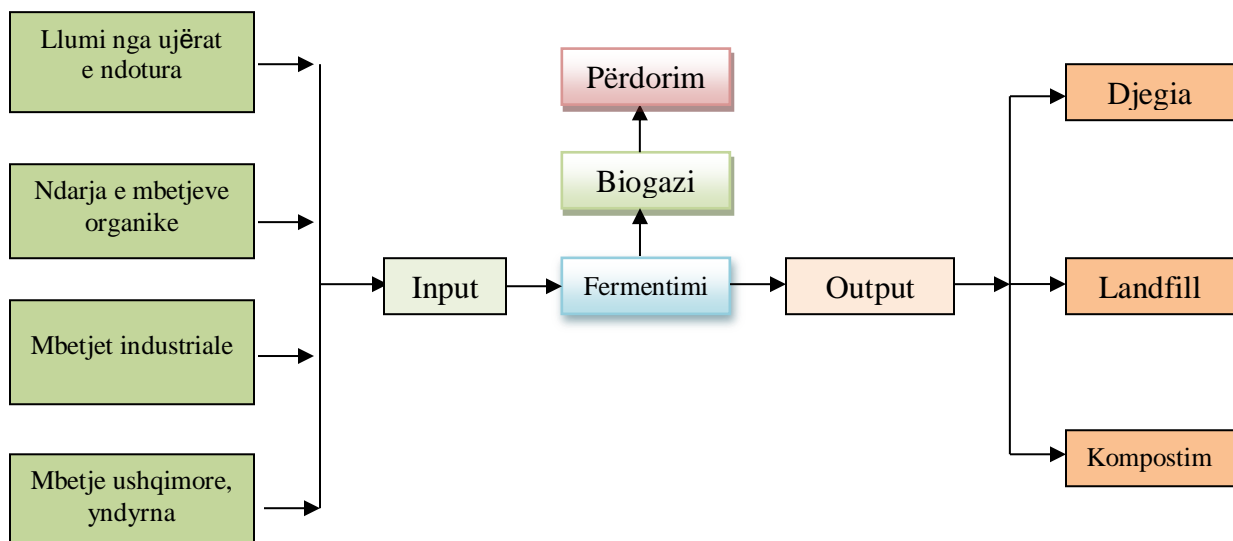 Llumi nga ujërat
e ndotura
Ndarja e mbetjeve
organike
Mbetjet industriale
Mbetje ushqimore,
yndyrna
Input
Përdorim
Biogazi
Fermentimi
Output
Djegia
Landfill
Kompostim